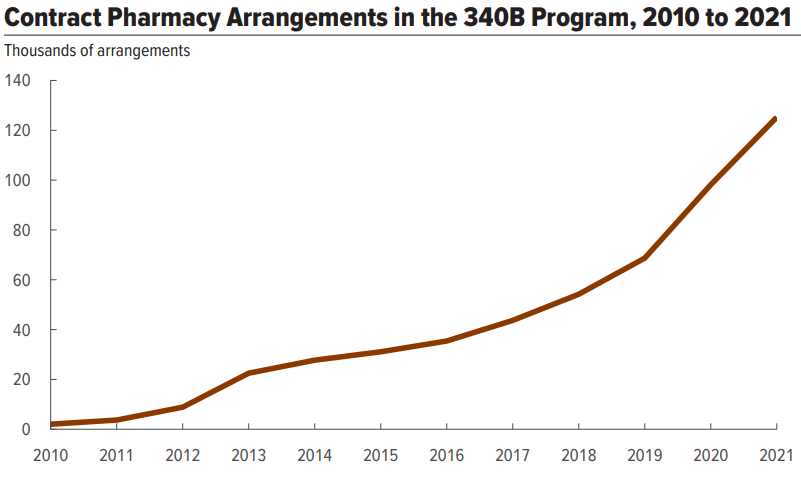 Contract Pharmacy Arrangements in the 340B Program, 2010 to 2021
Thousands of arrangements
140
120
100
80
60
40
20
0
2010 2011 2012 2013 2014 2015 2016 2017 2018 2019 2020 2021